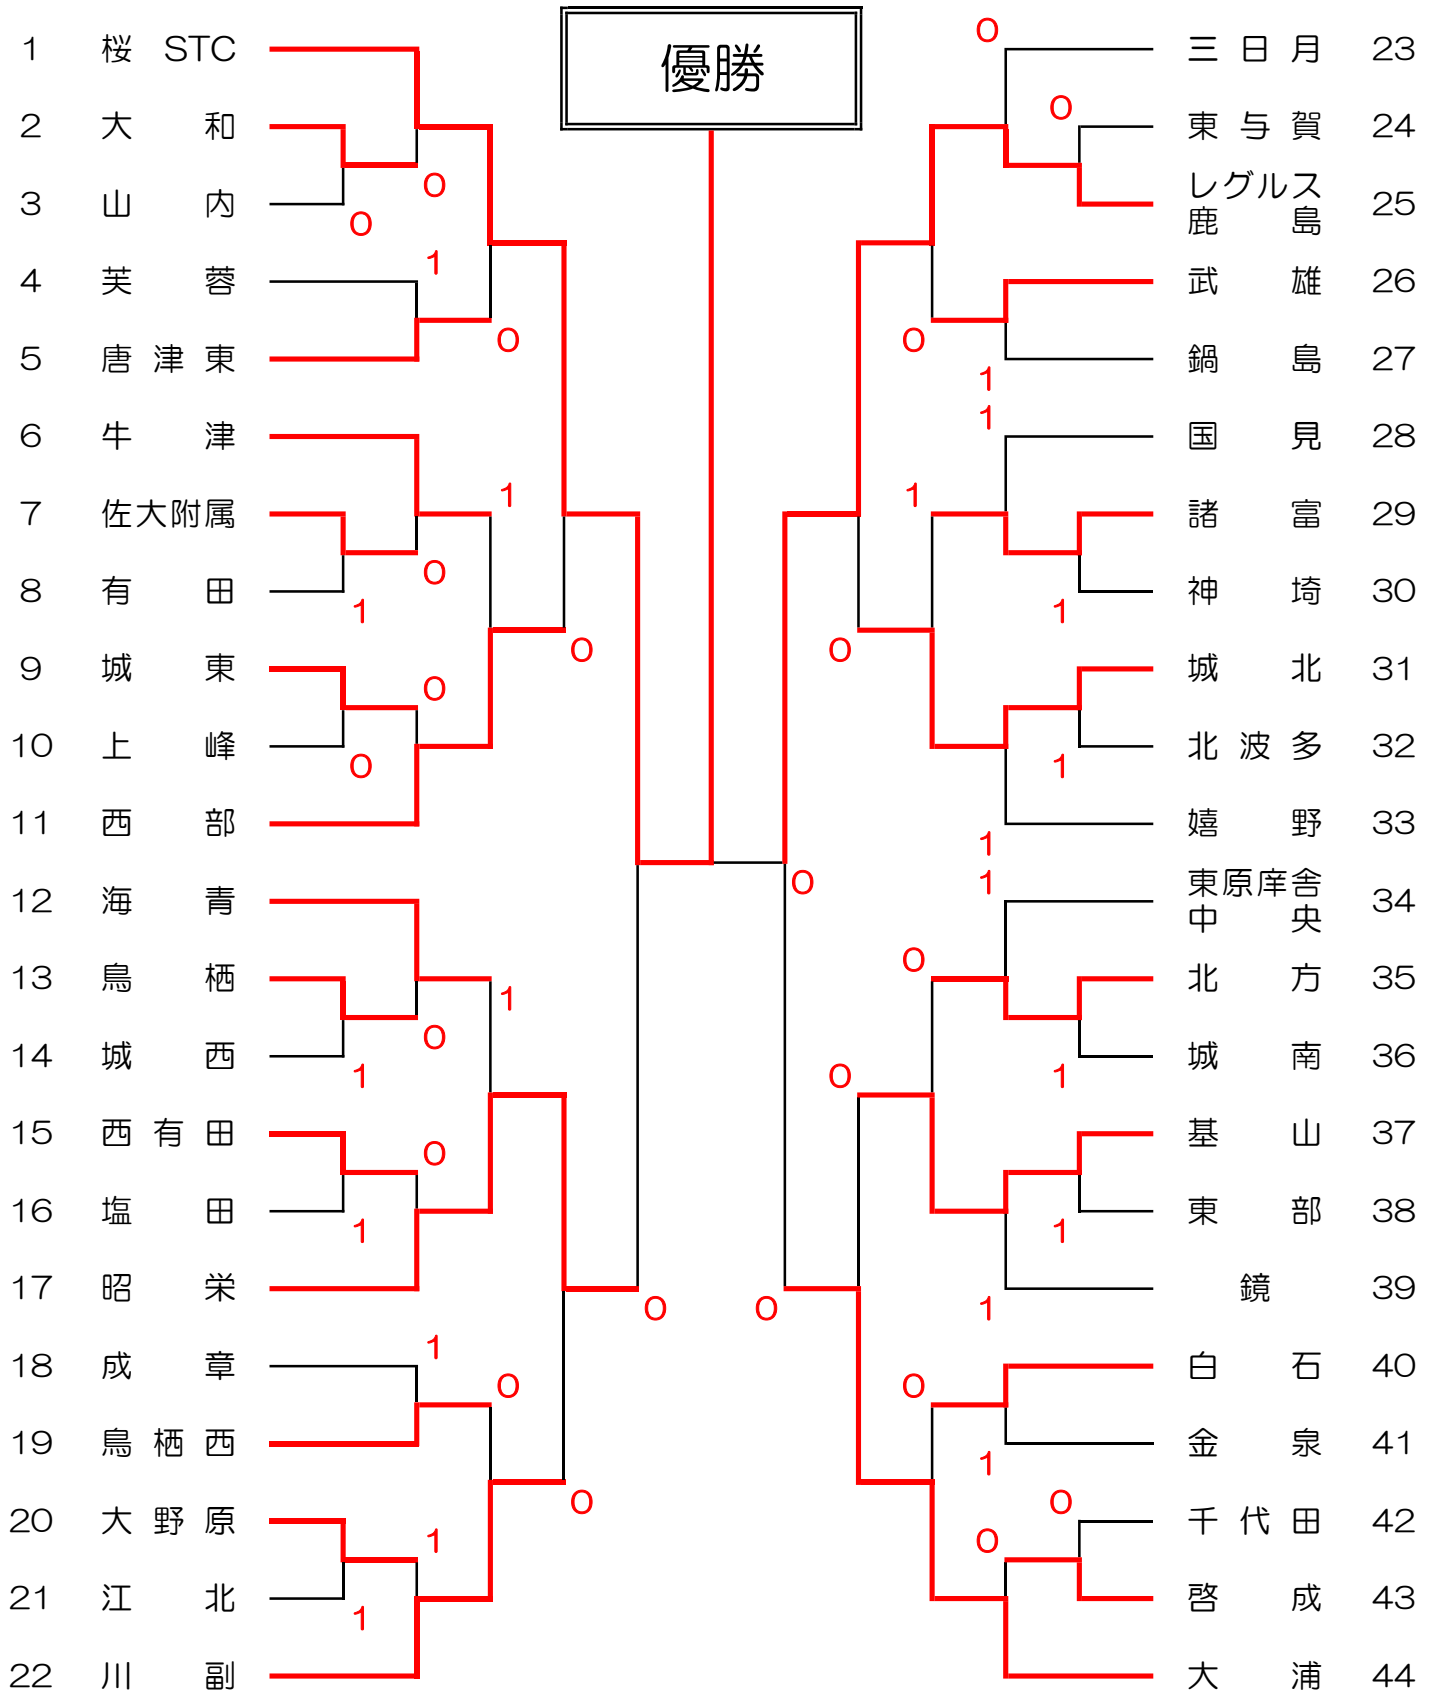 優勝
1 桜 STC
2 大和
3 山内
4 芙蓉
5 唐津東
6 牛津
7 佐大附属
8 有田
9 城東
10 上峰
11 西部
12 海青
13 鳥栖
14 城西
15 西有田
16 塩田
17 昭栄
18 成章
19 鳥栖西
20 大野原
21 江北
22 川副
0
0
1
0
1
0
1
0
0
0
1
0
1
0
1
0
1
0
0
1
1
0
0
0
1
0
0
1
1
1
0
1
1
0
1
0
1
0
1
1
0
0
1
三日月 23
東与賀 24
レグルス
鹿島 25
武雄 26
鍋島 27
国見 28
諸富 29
神埼 30
城北 31
北波多 32
嬉野 33
東原庠舎
中央 34
北方 35
城南 36
基山 37
東部 38
鏡 39
白石 40
金泉 41
千代田 42
啓成 43
大浦 44